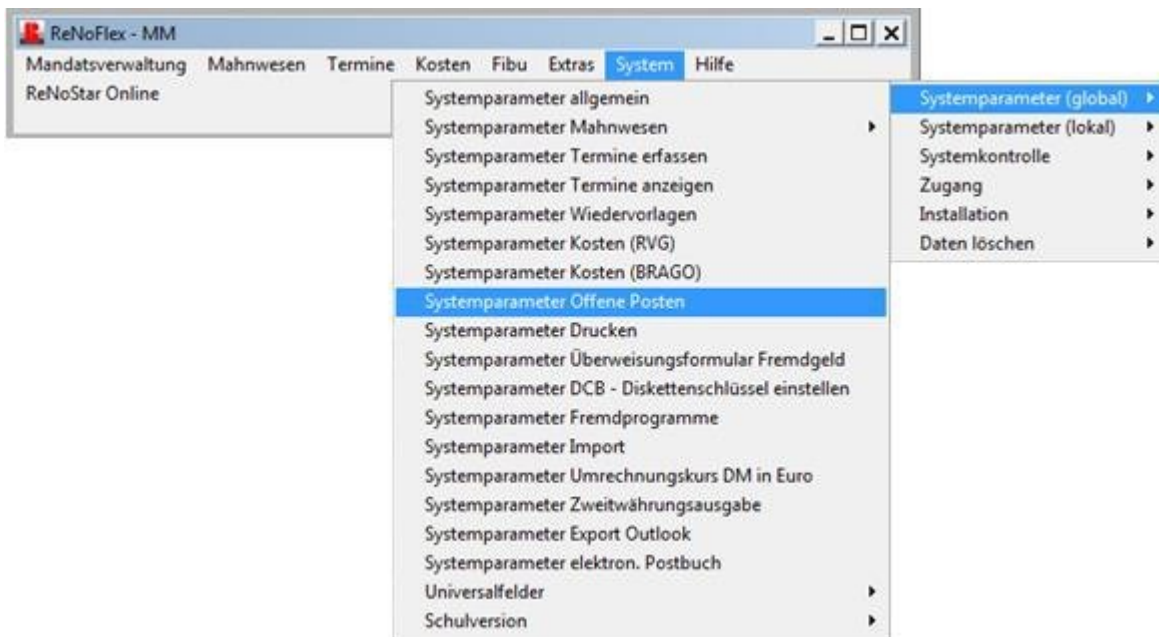 ReNoFlex - MM
Mandatsverwaltung Mahnwesen Termine Kosten Fibu Extras System Hilfe
ReNoStar Online
Systemparameter (global)
Systemparameter (lokal)
Systemkontrolle
Zugang
Installation
Daten löschen
Systemparameter allgemein
Systemparameter Mahnwesen
Systemparameter Termine erfassen
Systemparameter Termine anzeigen
Systemparameter Wiedervorlagen
Systemparameter Kosten (RVG)
Systemparameter Kosten (BRAGO)
Systemparameter Offene Posten
Systemparameter Drucken
Systemparameter Überweisungsformular Fremdgeld
Systemparameter DCB - Diskettenschlüssel einstellen
Systemparameter Fremdprogramme
Systemparameter Import
Systemparameter Umrechnungskurs DM in Euro
Systemparameter Zweitwährungsausgabe
Systemparameter Export Outlook
Systemparameter elektron. Postbuch
Universalfelder
Schulversion